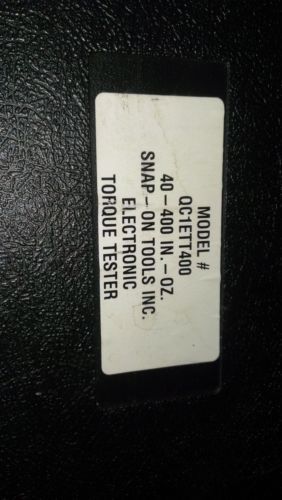 MODEL #
QC1ETT400
40-400 IN.-OZ.
SNAP-ON TOOLS INC.
ELECTRONIC
TORQUE TESTER